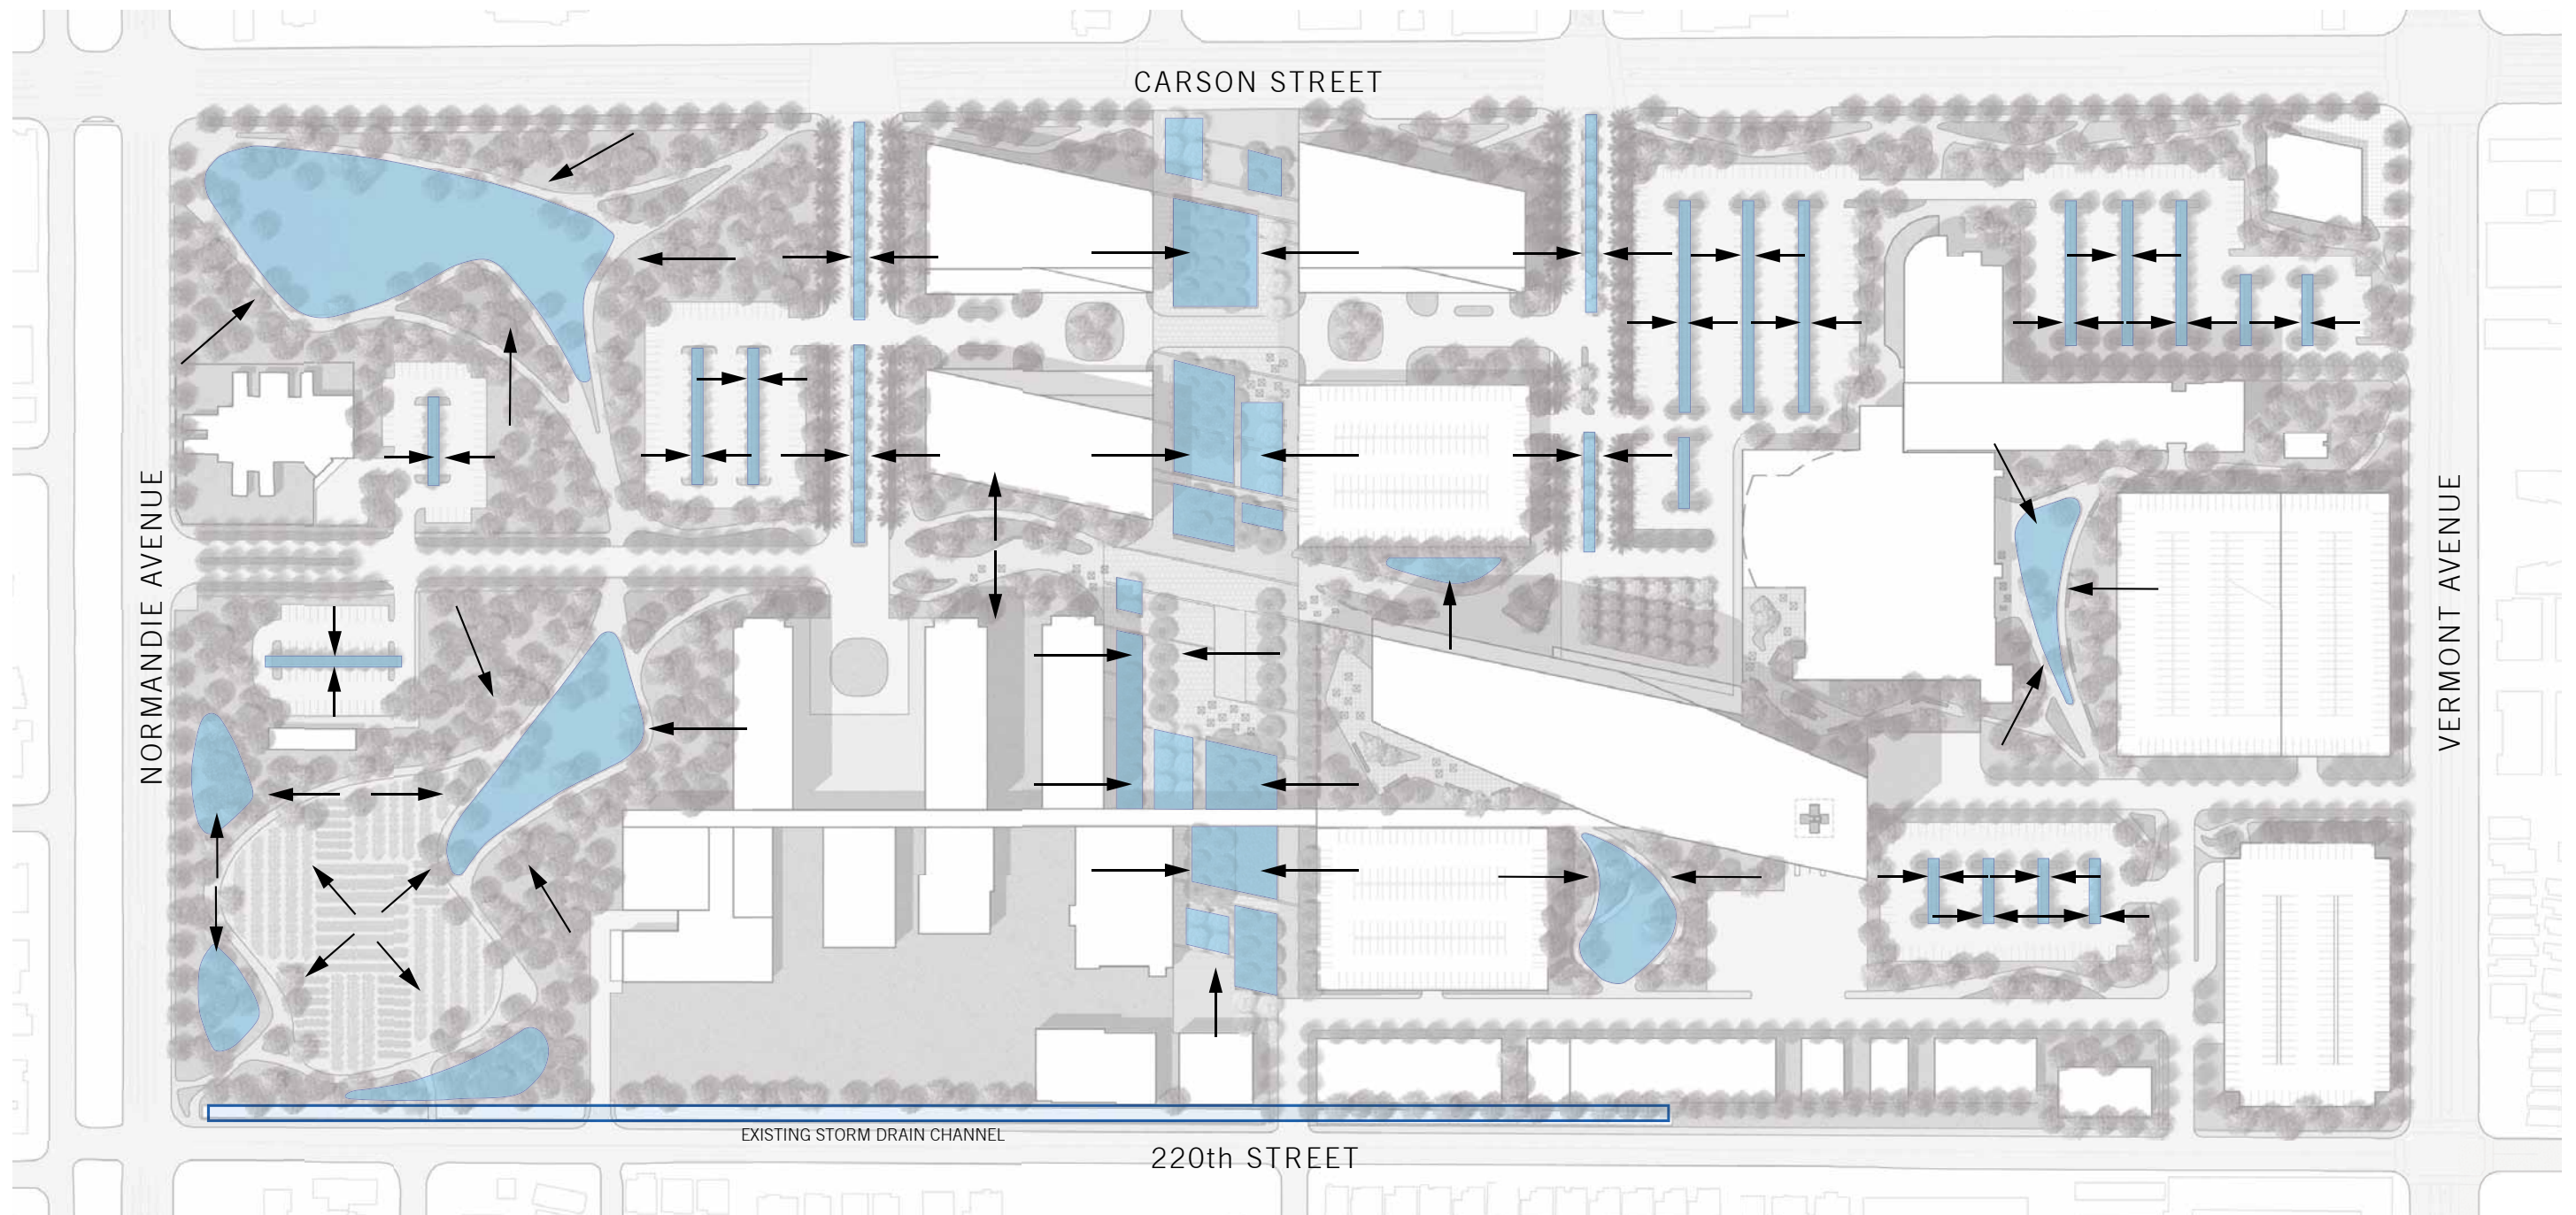 CARSON STREET
NORMANDIE AVENUE
VERMONT AVENUE
EXISTING STORM DRAIN CHANNEL
220th STREET